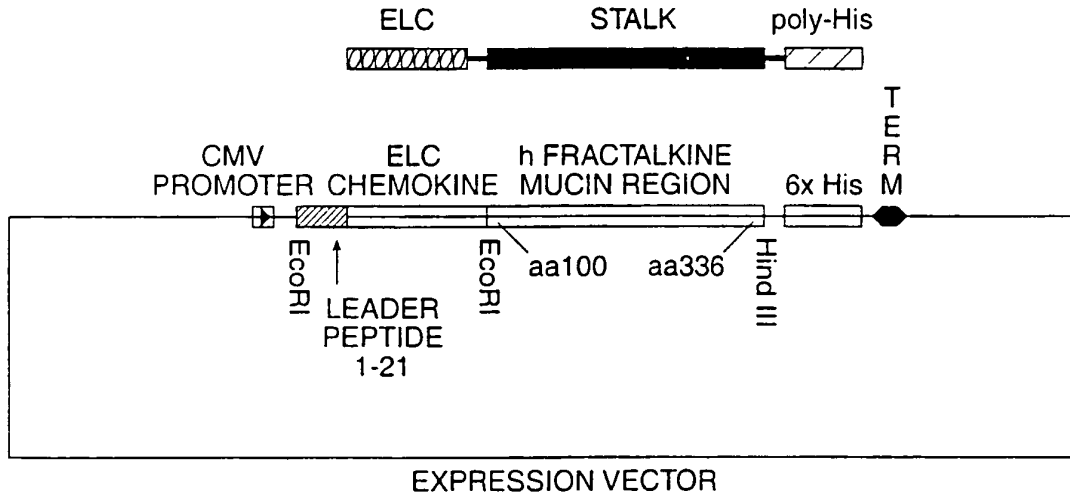 ELC
STALK
poly-His
TERM
CMV
PROMOTER
ELC
CHEMOKINE
h FRACTALKINE
MUCIN REGION
6x His
EcoRI
EcoRI
aa100
aa336
Hind III
LEADER
PEPTIDE
1-21
EXPRESSION VECTOR